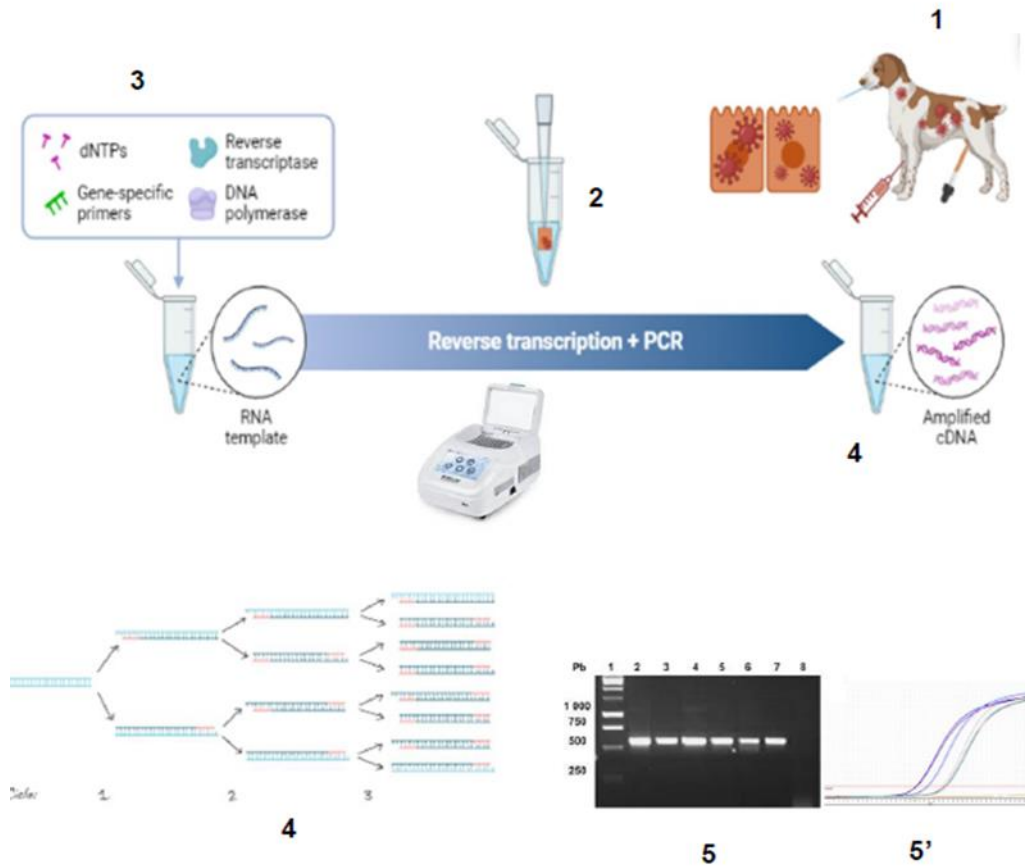 1
3
dNTPs
Reverse
transcriptase
Gene-specific
primers
DNA
polymerase
2
Reverse transcription + PCR
RNA
template
Amplified
cDNA
4
Pb 1 2 3 4 5 6 7 8
1 000
750
500
250
1 2 3
4
5
5’